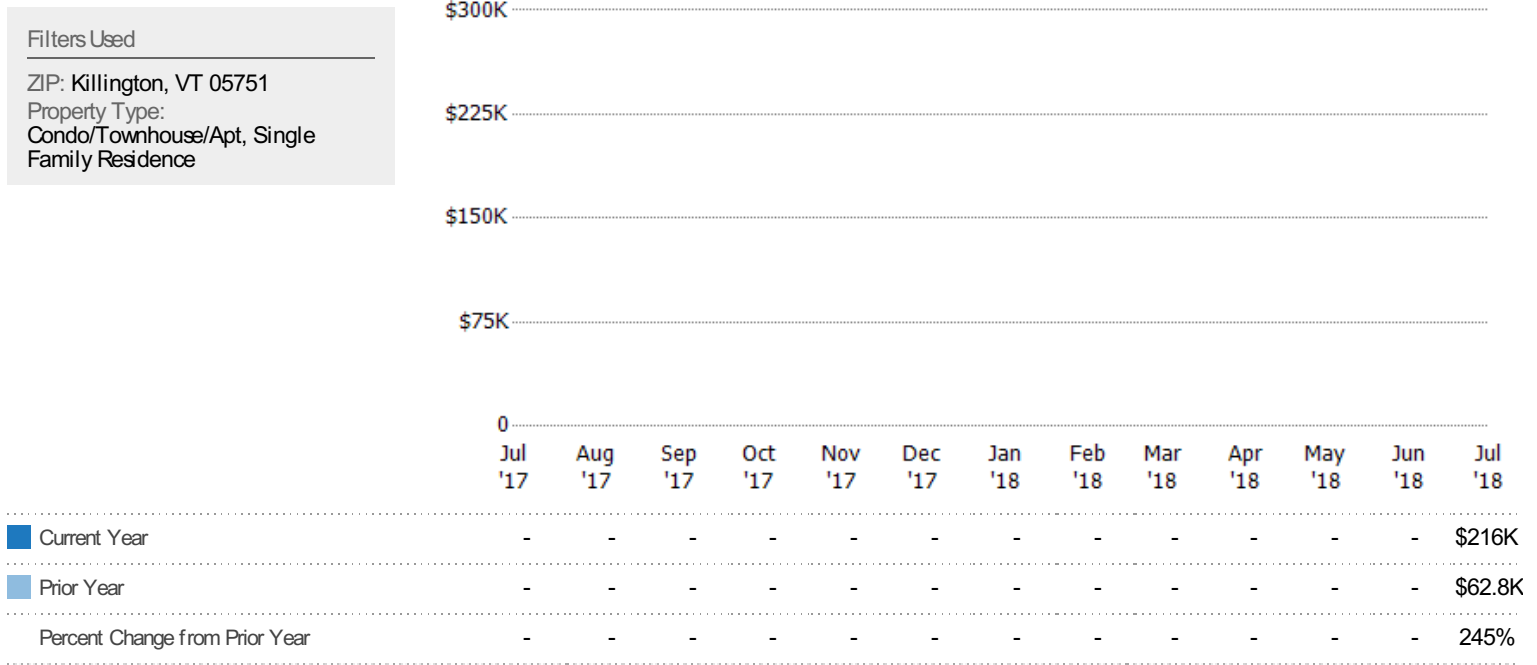 Filters Used
ZIP: Killington, VT 05751
Property Type:
Condo/Townhouse/Apt, Single
Family Residence
$300K
$225K
$150K
$75K
0
Jul Aug Sep Oct Nov Dec Jan Feb Mar Apr May Jun Jul
'17 '17 '17 '17 '17 '17 '18 '18 '18 '18 '18 '18 '18
Current Year - - - - - - - - - - - - $216K
Prior Year - - - - - - - - - - - - $62.8K
Percent Change from Prior Year - - - - - - - - - - - - 245%